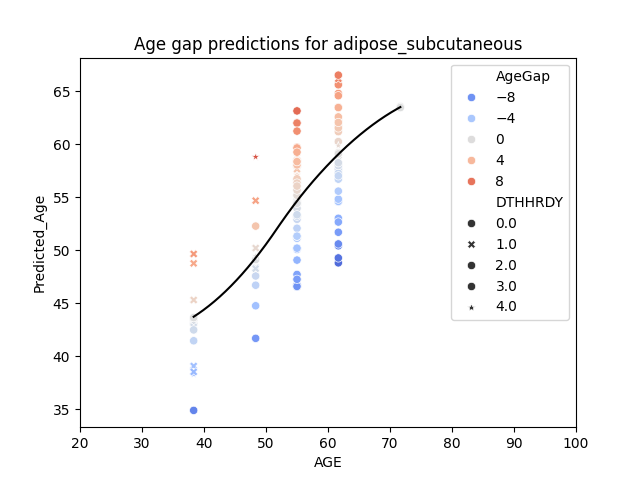 Age gap predictions for adipose_subcutaneous
AgeGap
−8
−4
0
4
8
DTHHRDY
0.0
1.0
2.0
3.0
4.0
65
60
55
50
45
40
35
Predicted_Age
20 30 40 50 60 70 80 90 100
AGE